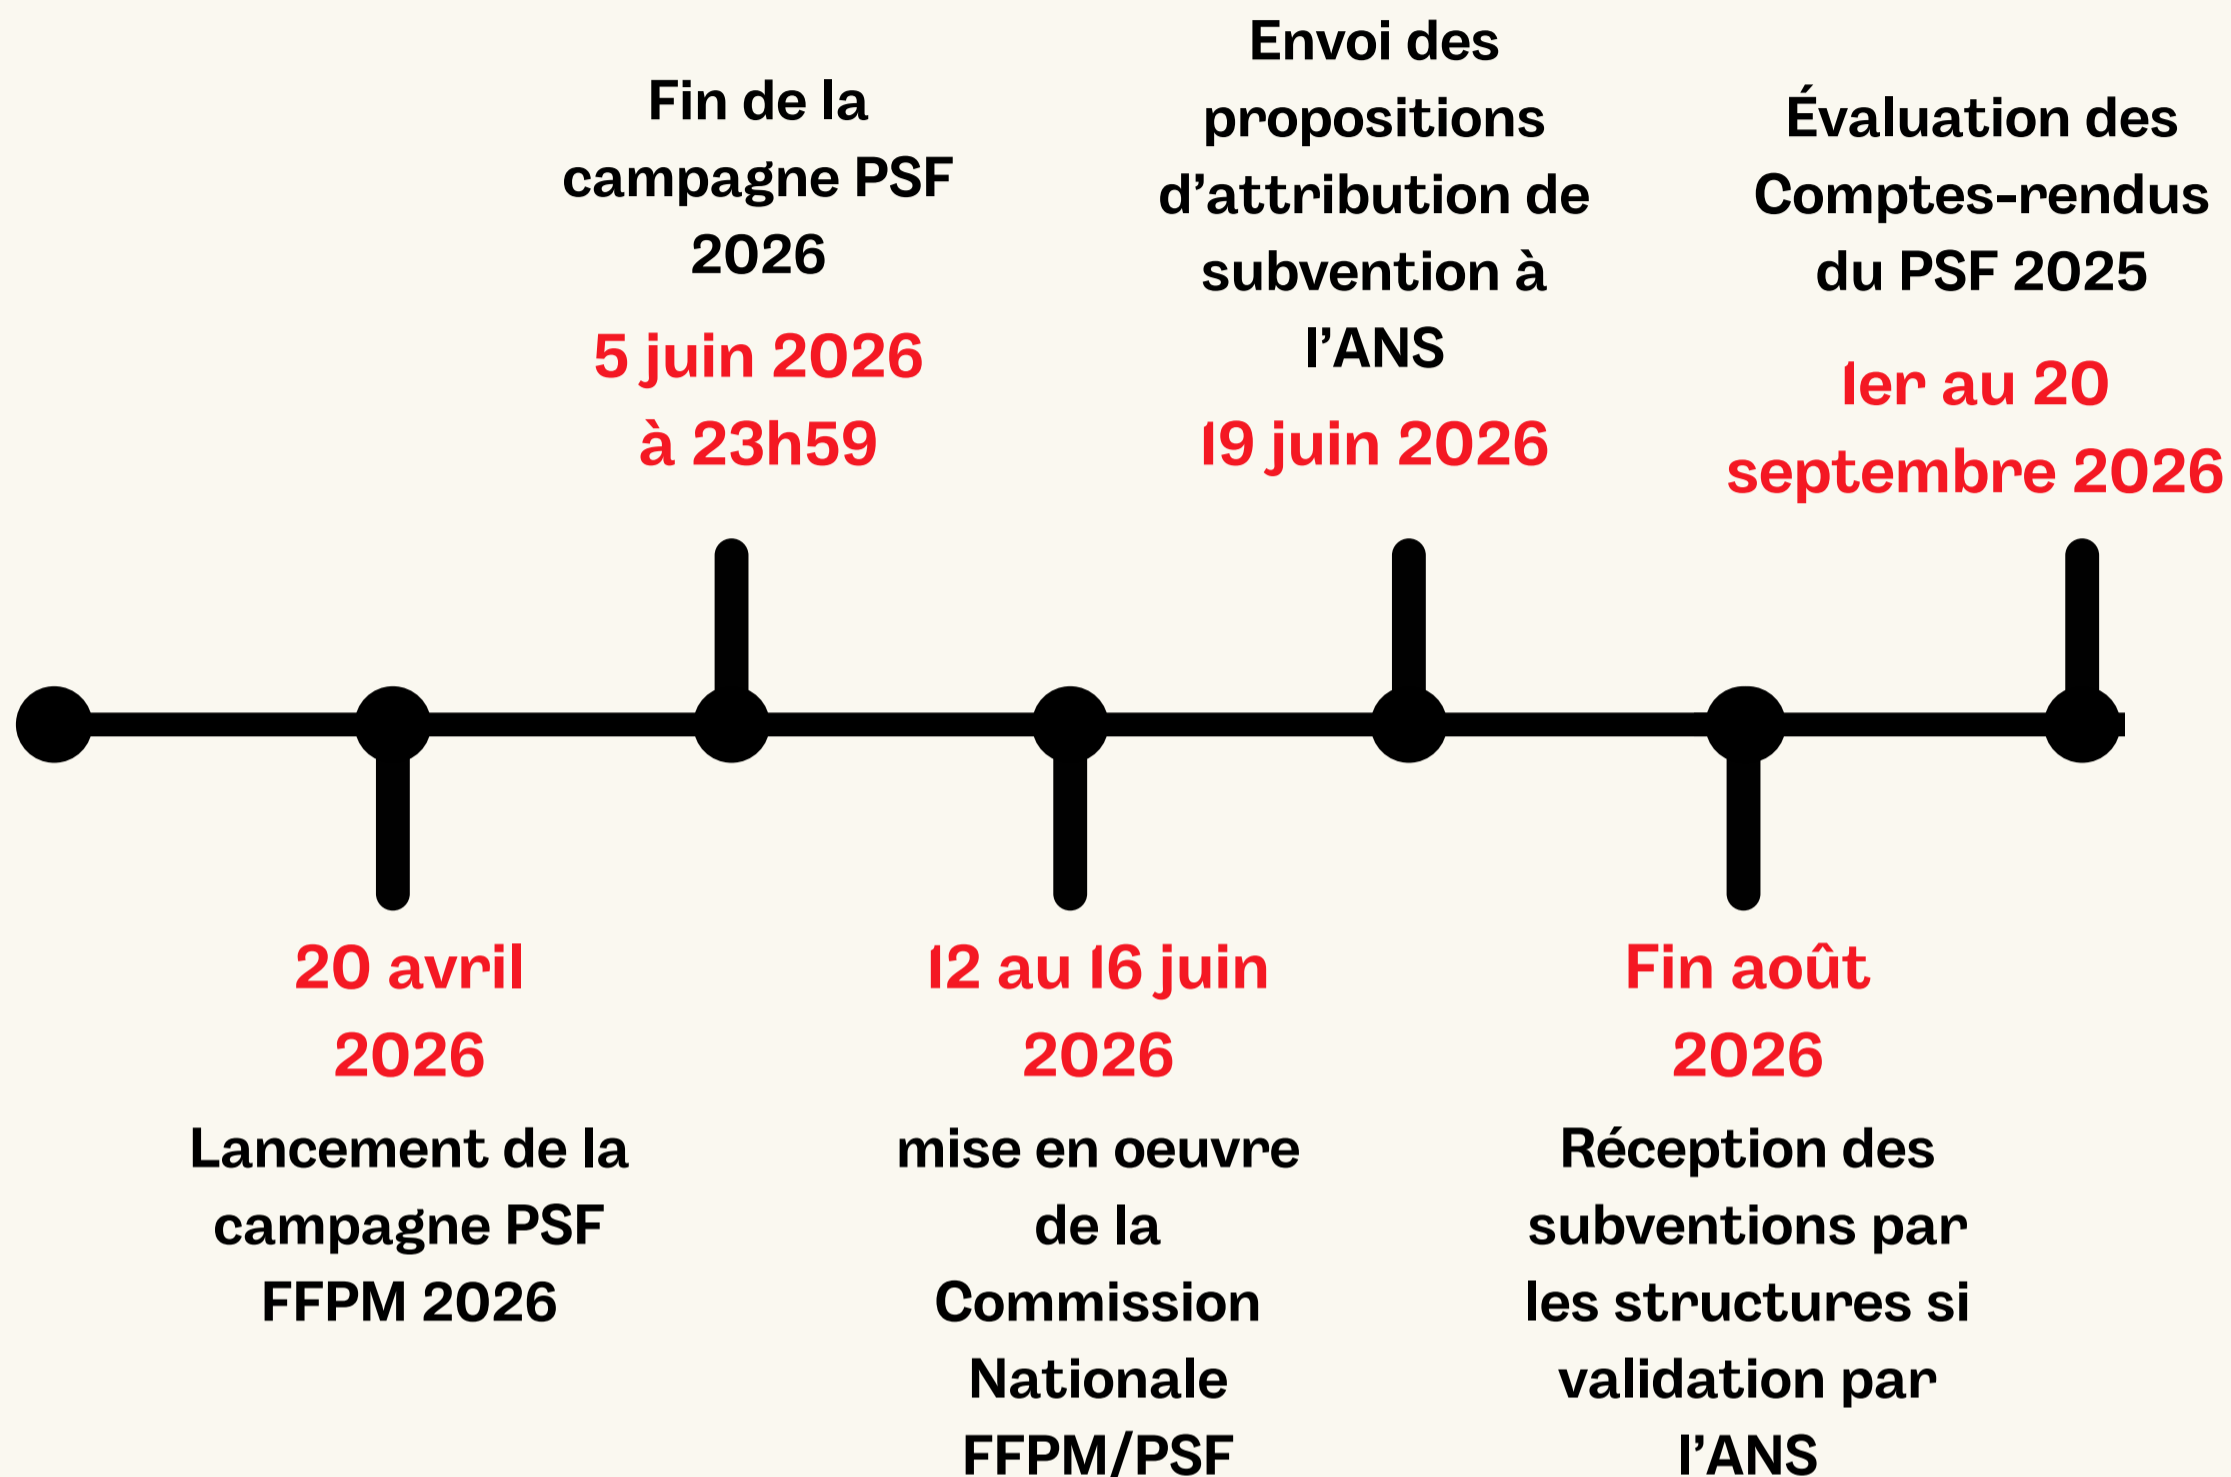 Fin de la
campagne PSF
2026
5 juin 2026
à 23h59
Envoi des
propositions
d’attribution de
subvention à
l’ANS
19 juin 2026
Évaluation des
Comptes-rendus
du PSF 2025
1er au 20
septembre 2026
20 avril
2026
Lancement de la
campagne PSF
FFPM 2026
12 au 16 juin
2026
mise en oeuvre
de la
Commission
Nationale
FFPM/PSF
Fin août
2026
Réception des
subventions par
les structures si
validation par
l’ANS